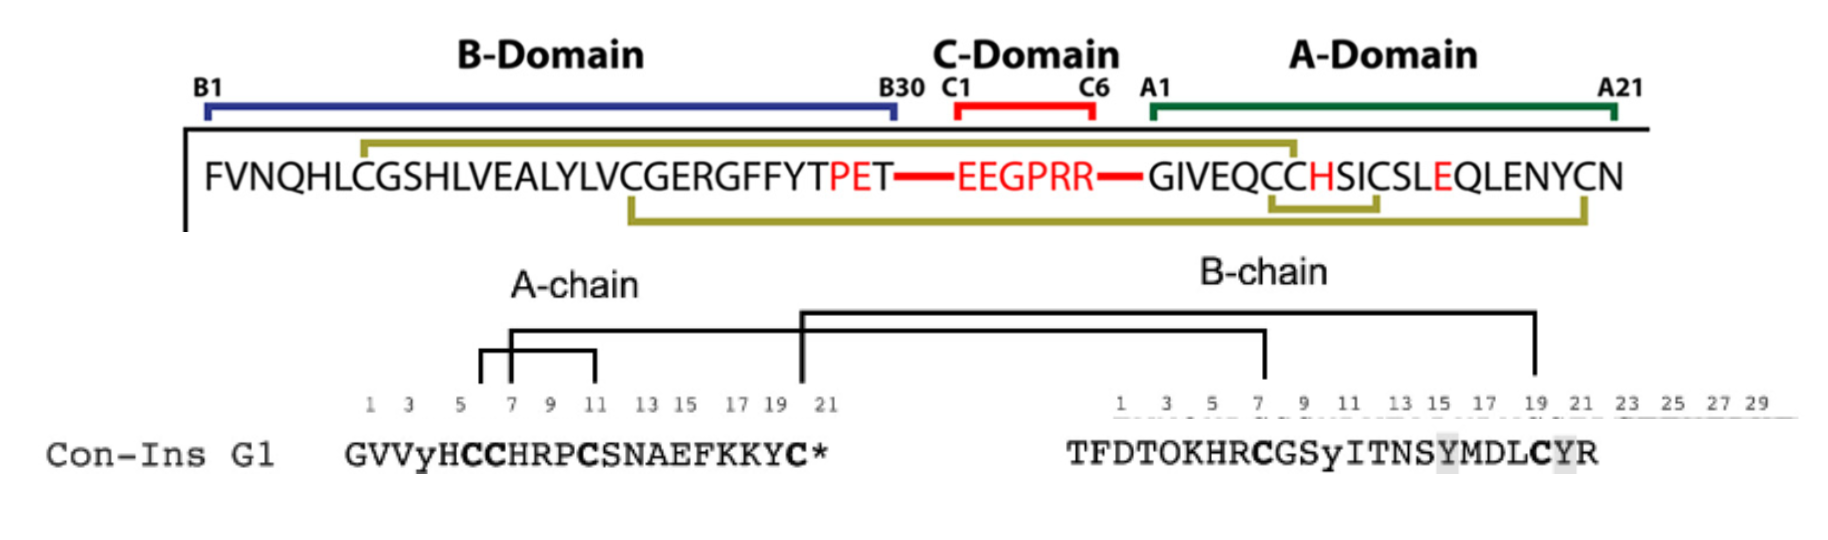 B-Domain C-Domain A-Domain
B1 B30 C1 C6 A1 A21
FVNQHLCGSHLVEALYLVCGERGFFYTPET EEGPRR GIVEQCCHSICSLEQLENYCN
A-chain B-chain
1 3 5 7 9 11 13 15 17 19 21 1 3 5 7 9 11 13 15 17 19 21 23 25 27 29
Con-Ins G1 GVVyHCCHRPCSNAEFKKYC* TFDTOKHRCGSyITNSYMDLCYR